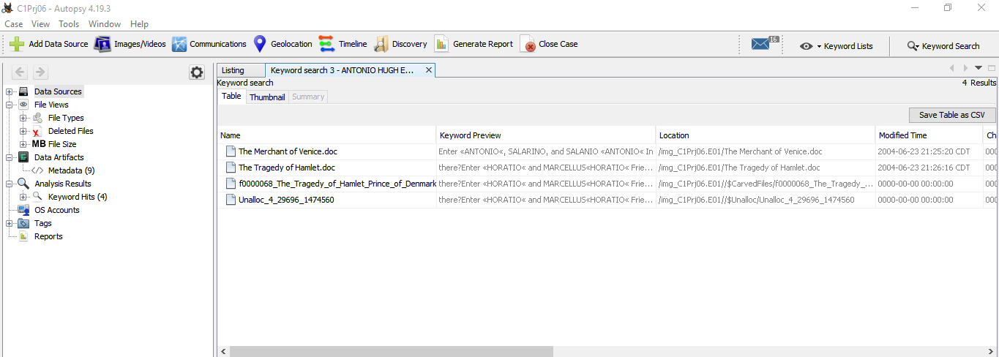 C1Prj06 - Autopsy 4.19.3
Case View Tools Window Help
Add Data Source Images/Videos Communications Geolocation Timeline Discovery Generate Report Close Case 16 Keyword Lists Keyword Search
Data Sources
File Views
File Types
Deleted Files
MB File Size
Data Artifacts
Metadata (9)
Analysis Results
Keyword Hits (4)
OS Accounts
Tags
Reports
Listing Keyword search 3 - ANTONIO HUGH E...
Keyword search 4 Results
Table Thumbnail Summary
Save Table as CSV
Name Keyword Preview Location Modified Time Ch
The Merchant of Venice.doc Enter «ANTONIO«, SALARINO, and SALANIO «ANTONIO« In /img_C1Prj06.E01/The Merchant of Venice.doc 2004-06-23 21:25:20 CDT 000
The Tragedy of Hamlet.doc there?Enter «HORATIO« and MARCELLUS«HORATIO« Frie... /img_C1Prj06.E01/The Tragedy of Hamlet.doc 2004-06-23 21:26:16 CDT 000
f0000068_The_Tragedy_of_Hamlet_Prince_of_Denmark there?Enter «HORATIO« and MARCELLUS«HORATIO« Frie... /img_C1Prj06.E01//$CarvedFiles/f0000068_The_Tragedy_... 0000-00-00 00:00:00 000
Unalloc_4_29696_1474560 there?Enter «HORATIO« and MARCELLUS«HORATIO« Frie... /img_C1Prj06.E01//$Unalloc/Unalloc_4_29696_1474560 0000-00-00 00:00:00 000